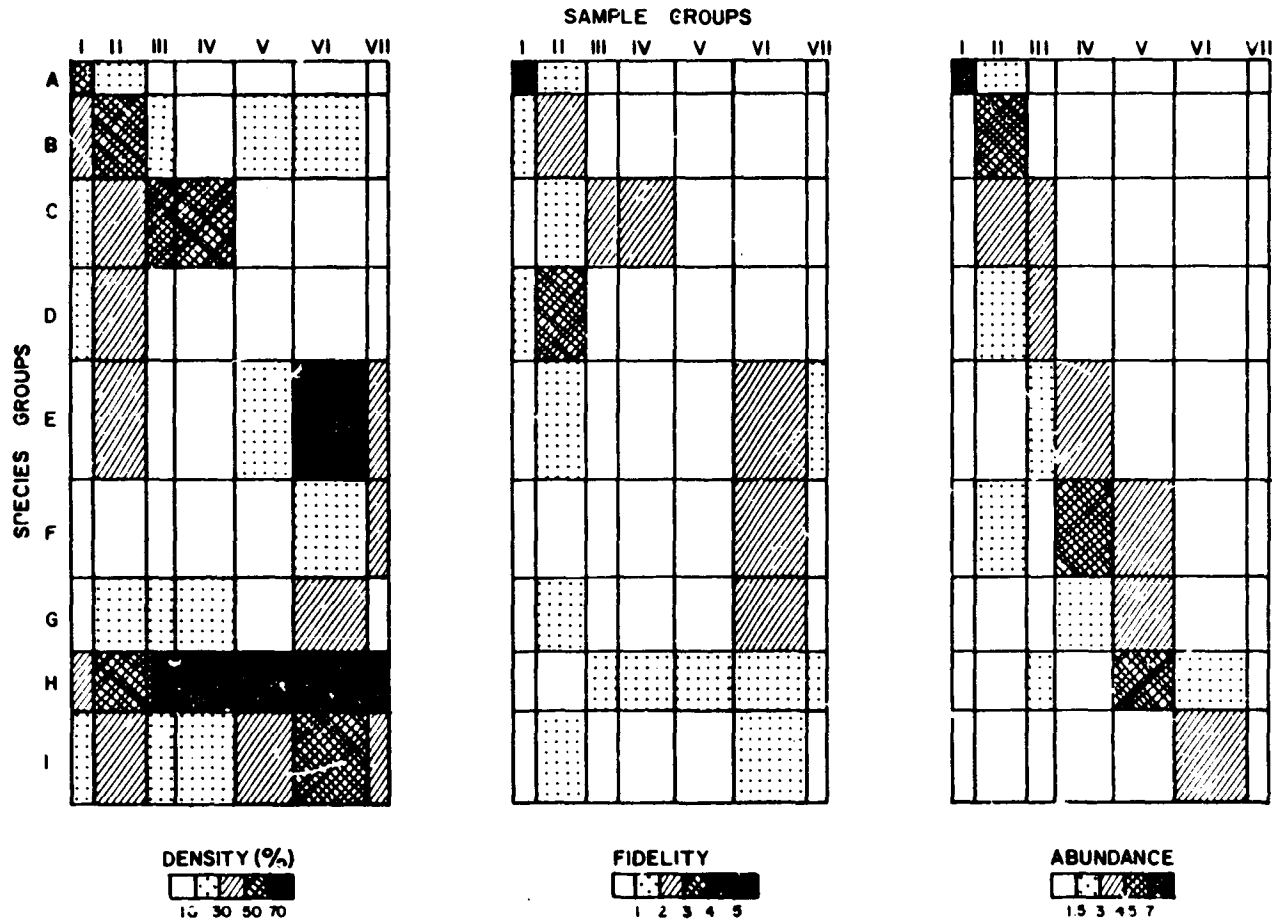 SAMPLE GROUPS
I II III IV V VI VII
I II III IV V VI VII
I II III IV V VI VII
SPECIES GROUPS
A
B
C
D
E
F
G
H
I
DENSITY (%)
10 30 50 70
FIDELITY
1 2 3 4 5
ABUNDANCE
1.5 3 4.5 7